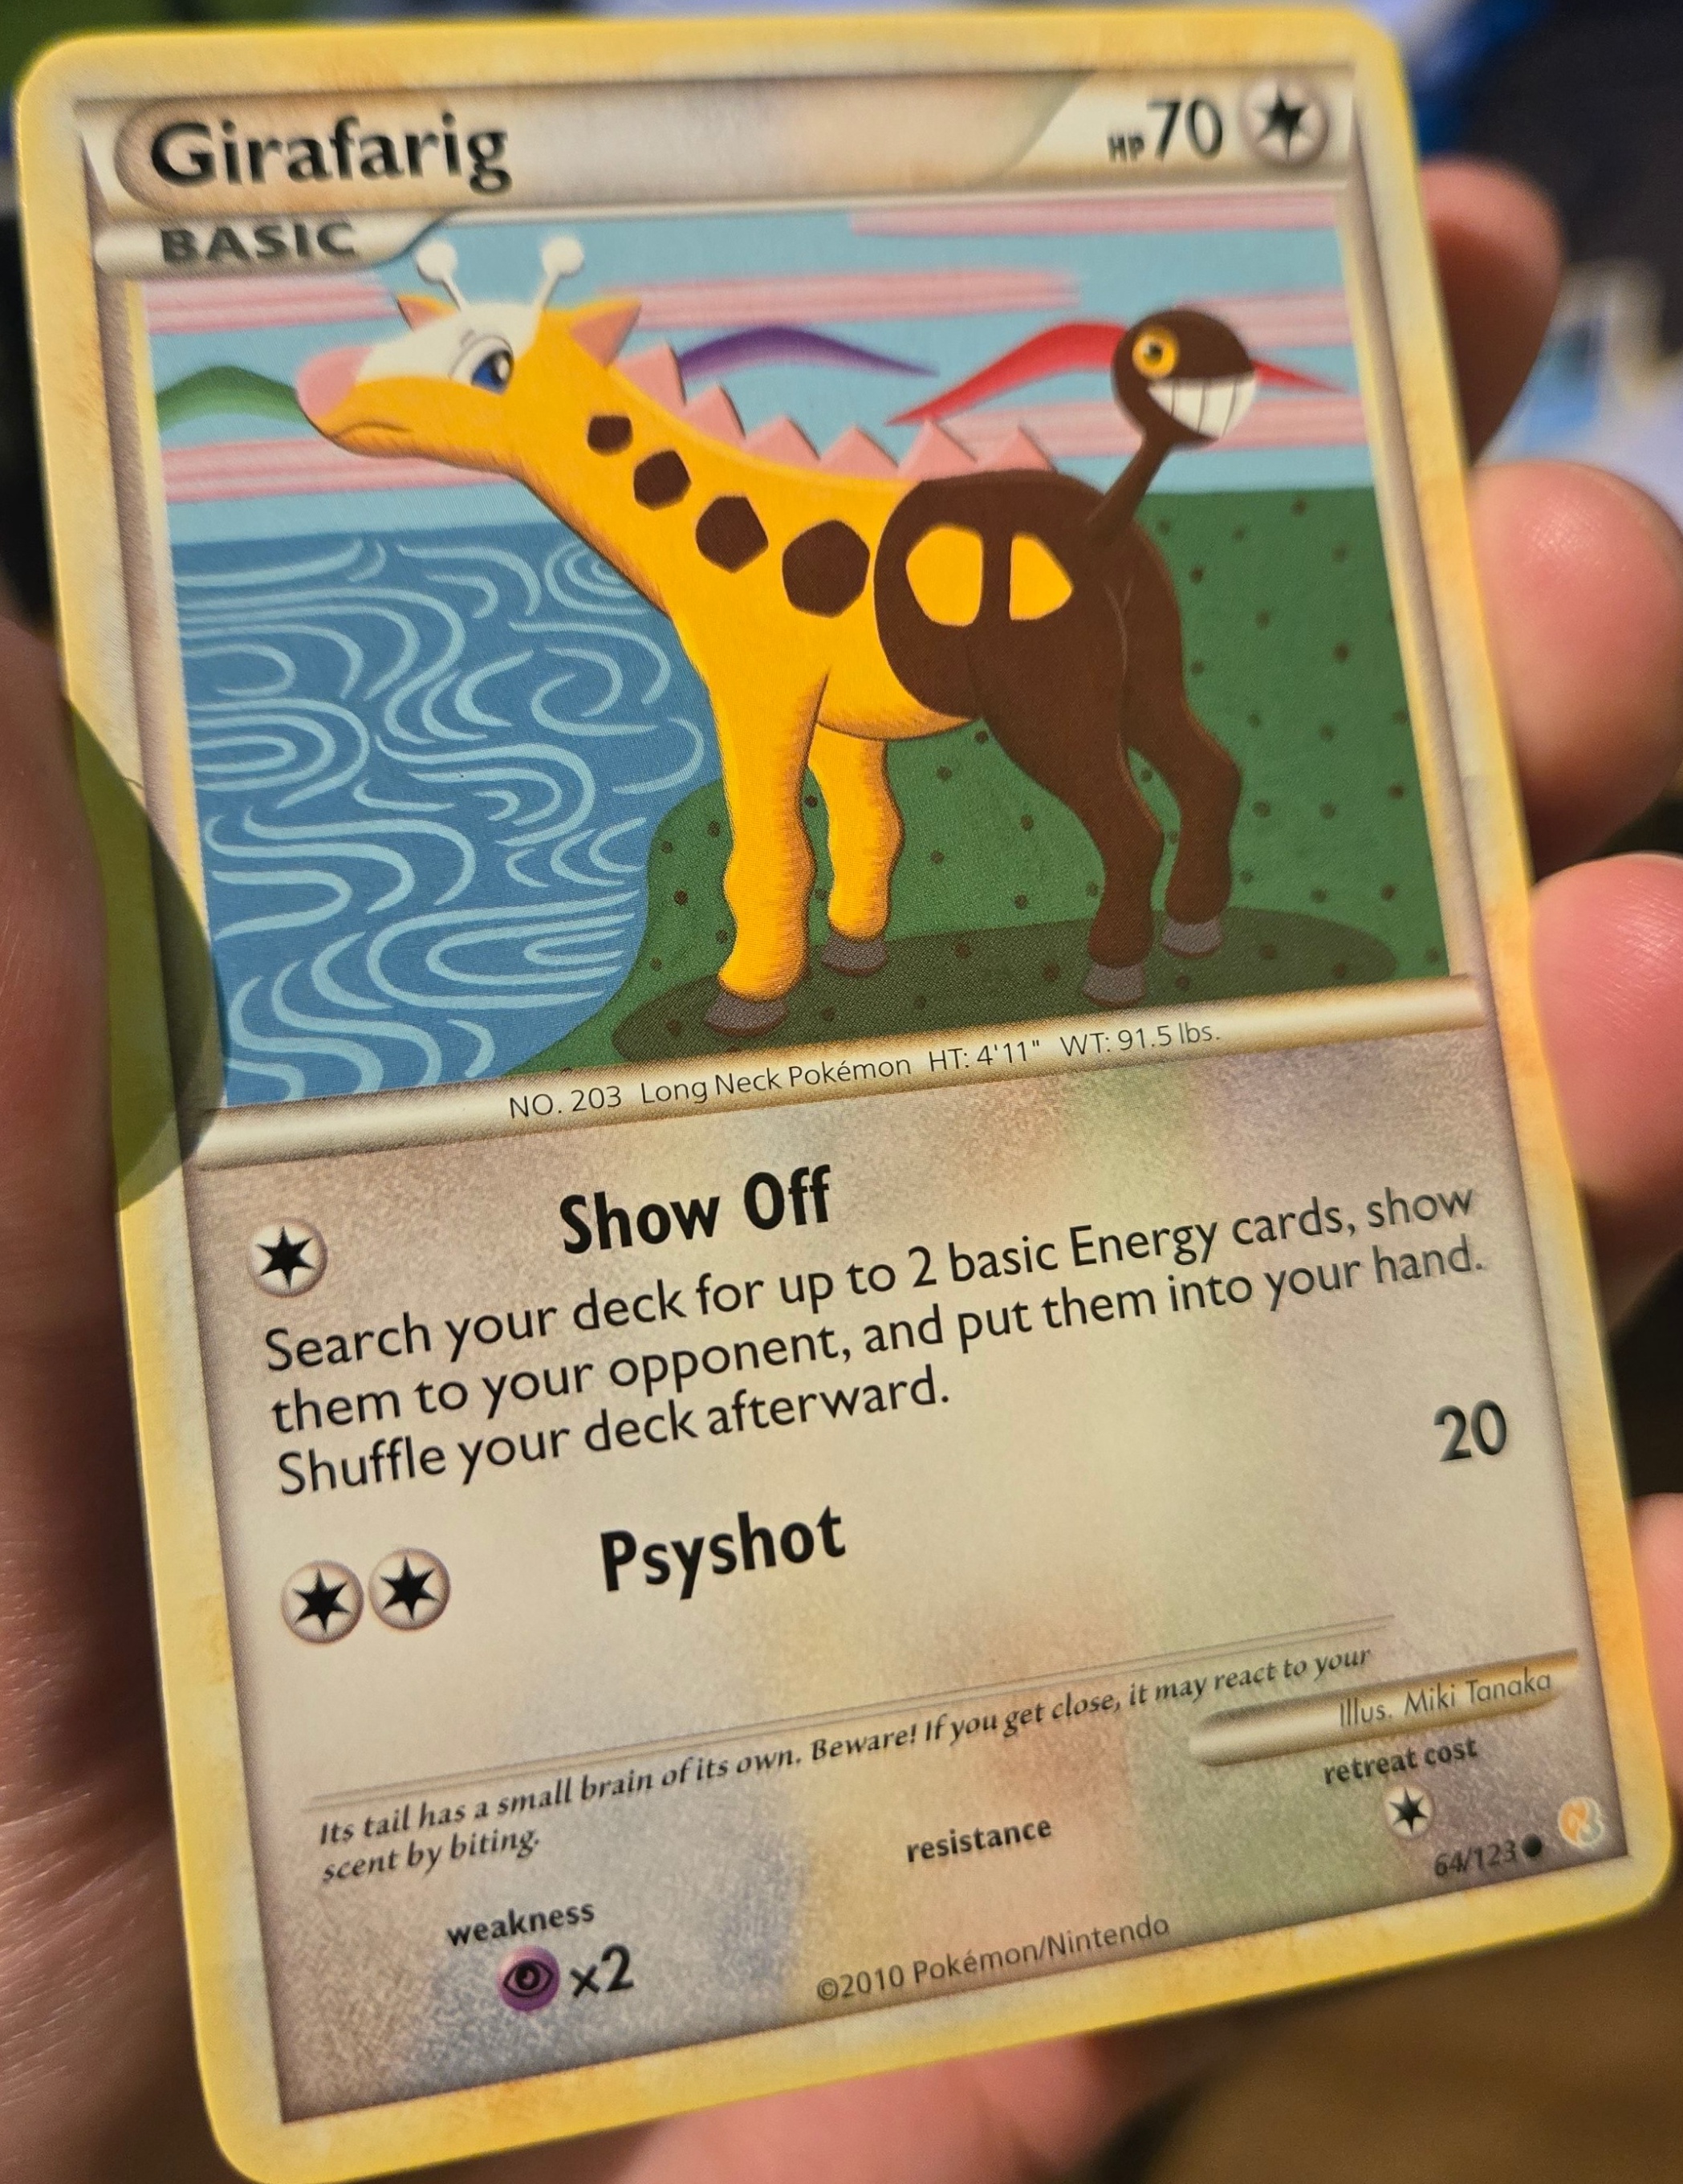 Girafarig
HP 70
BASIC
NO. 203 Long Neck Pokémon HT: 4'11" WT: 91.5 lbs.
Show Off
Search your deck for up to 2 basic Energy cards, show
them to your opponent, and put them into your hand.
Shuffle your deck afterward.
Psyshot
20
Its tail has a small brain of its own. Beware! If you get close, it may react to your
scent by biting.
Illus. Miki Tanaka
weakness
x2
resistance
retreat cost
64/123
©2010 Pokémon/Nintendo